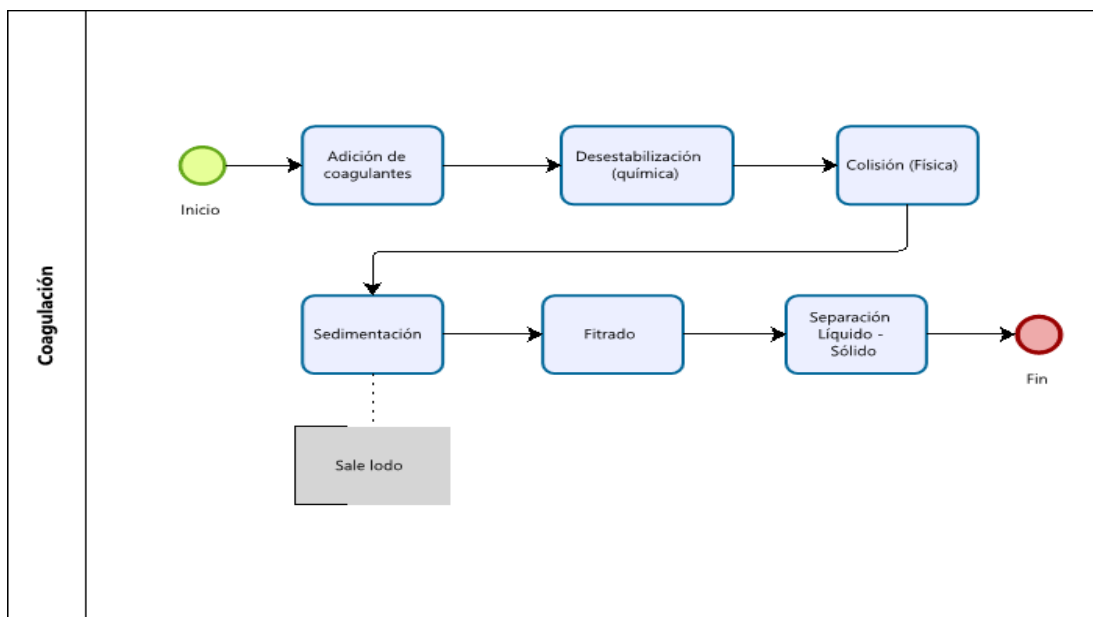 Coagulación
Inicio
Adición de
coagulantes
Desestabilización
(química)
Colisión (Física)
Sedimentación
Fitrado
Separación
Líquido -
Sólido
Fin
Sale lodo